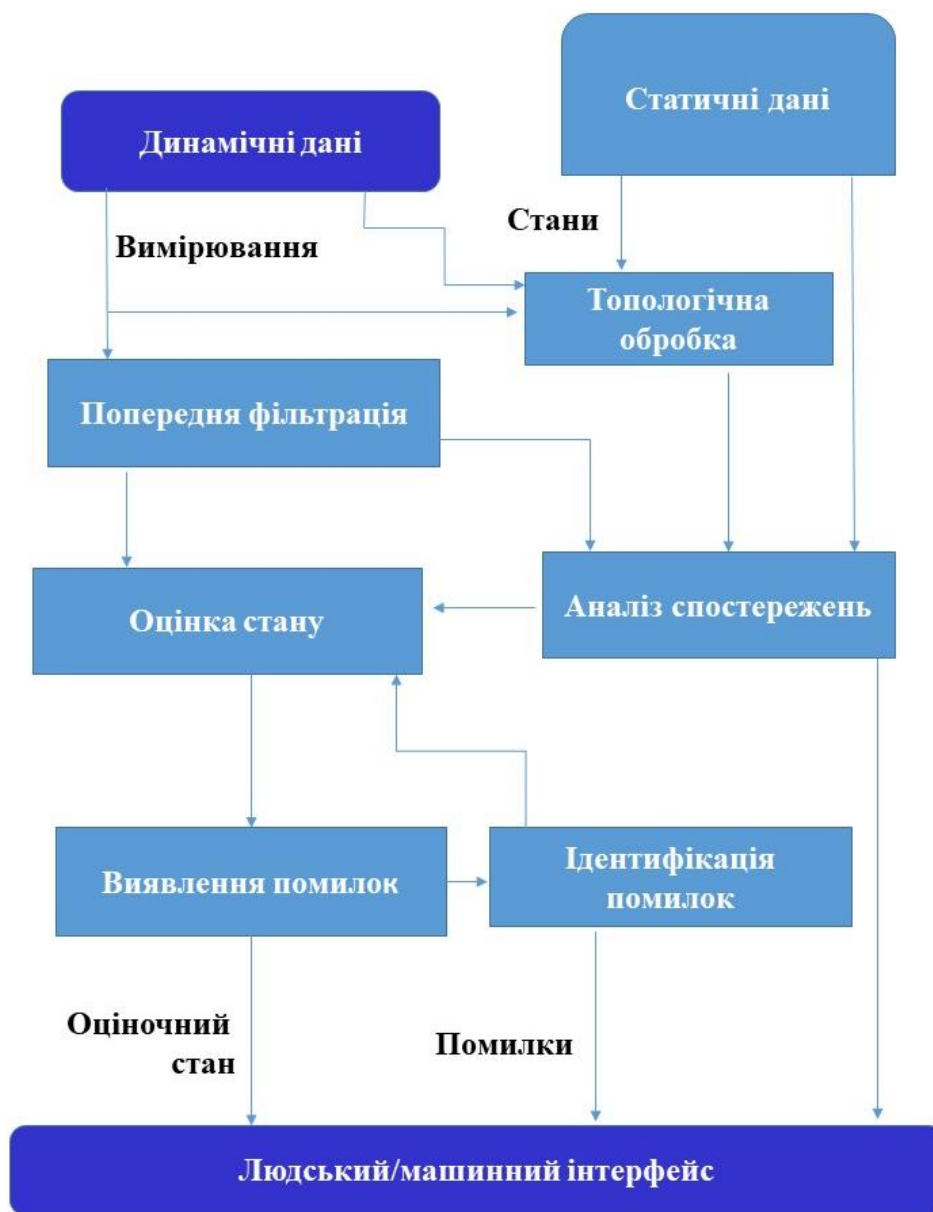 Статичні дані
Динамічні дані
Стани
Вимірювання
Топологічна
обробка
Попередня фільтрація
Оцінка стану
Аналіз спостережень
Виявлення помилок
Ідентифікація
помилок
Оціночний
стан
Помилки
Людський/машинний інтерфейс